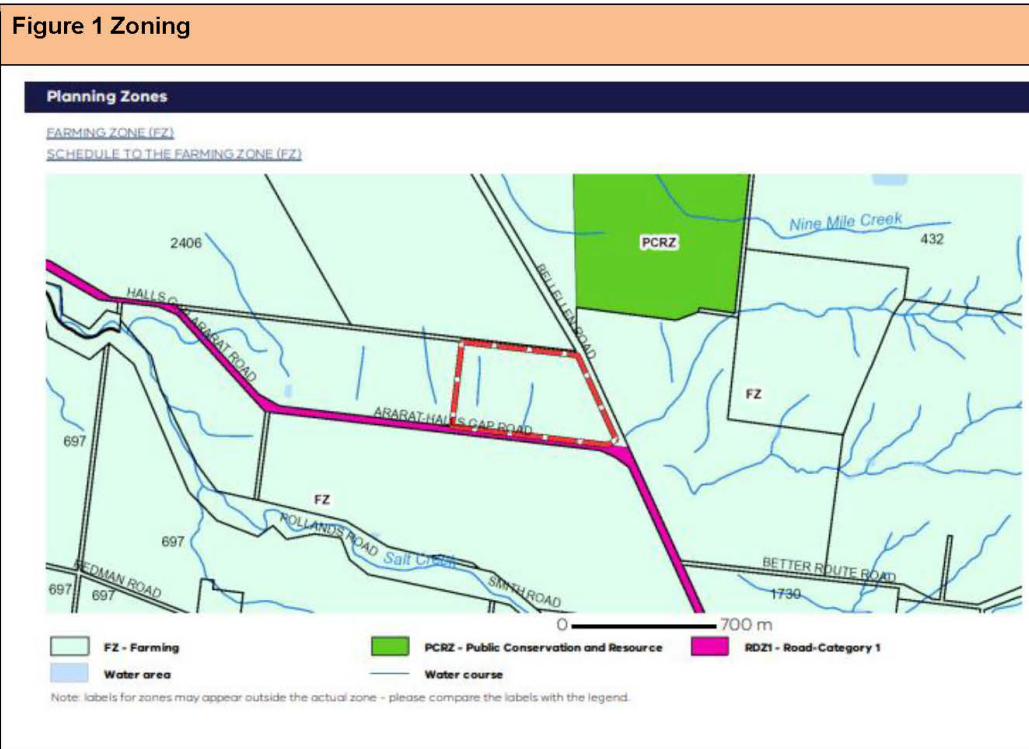 Figure 1 Zoning
Planning Zones
FARMING ZONE (FZ)
SCHEDULE TO THE FARMING ZONE (FZ)
2406
PCRZ
Nine Mile Creek
432
BELLELLEN ROAD
HALLS GAP-ARARAT ROAD
FZ
ARARAT-HALLS GAP ROAD
697
FZ
POLLANDS ROAD
697
Salt Creek
REDMAN ROAD
SMITH ROAD
BETTER ROUTE ROAD
697
697
1730
0
700 m
FZ - Farming
PCRZ - Public Conservation and Resource
RDZ1 - Road-Category 1
Water area
Water course
Note: labels for zones may appear outside the actual zone - please compare the labels with the legend.